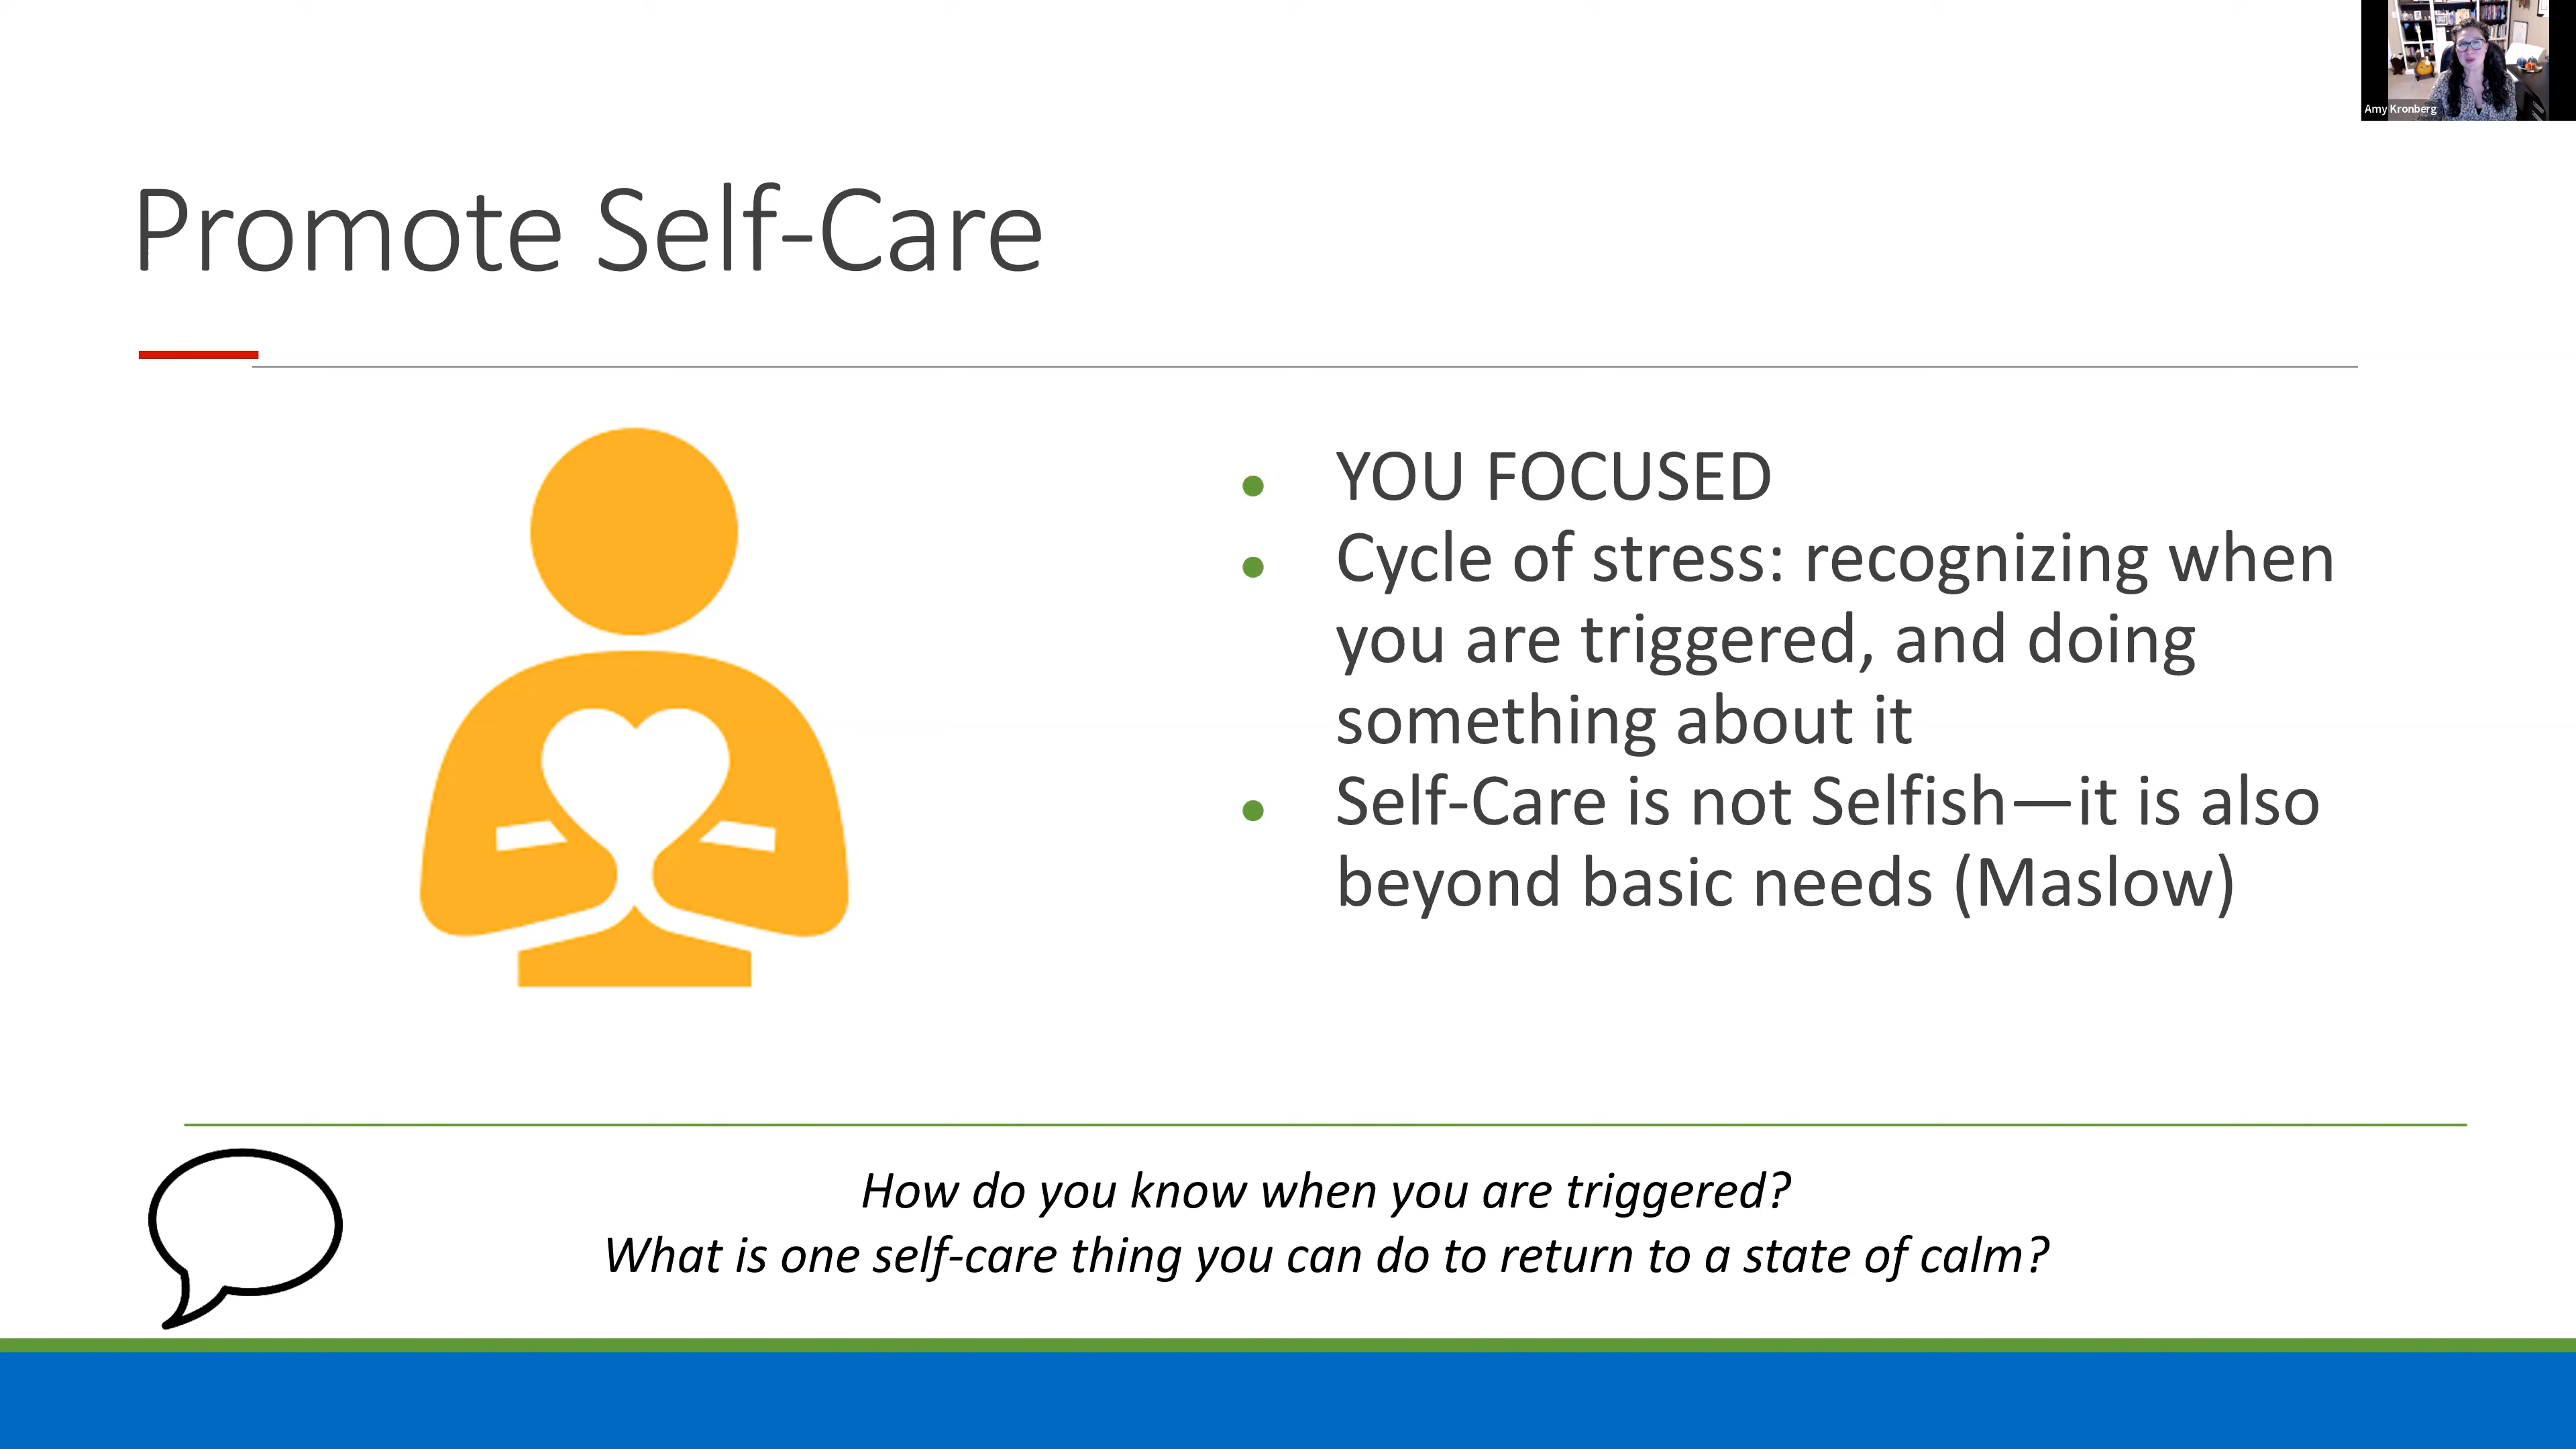 Amy Kronberg
Promote Self-Care
YOU FOCUSED
Cycle of stress: recognizing when
you are triggered, and doing
something about it
Self-Care is not Selfish—it is also
beyond basic needs (Maslow)
How do you know when you are triggered?
What is one self-care thing you can do to return to a state of calm?